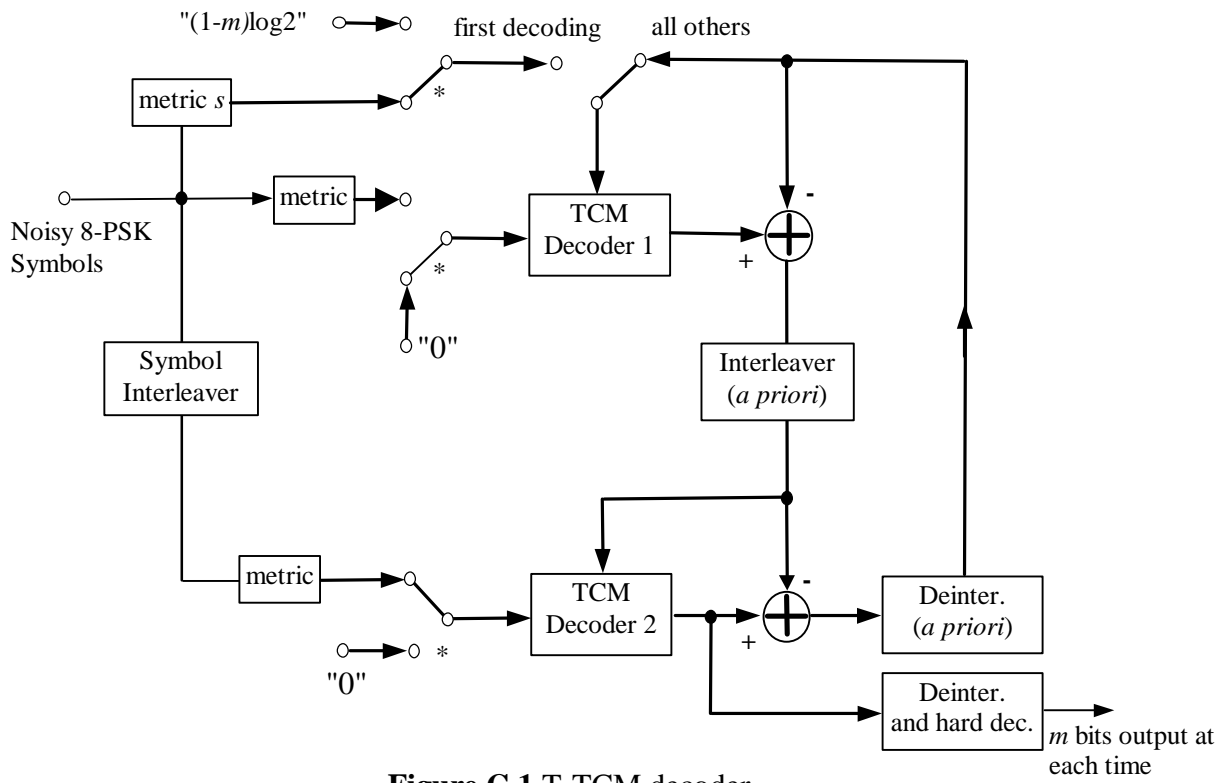 "(1-m)log2"
first decoding
all others
metric s
*
metric
-
Noisy 8-PSK
Symbols
TCM
Decoder 1
+
*
"0"
Symbol
Interleaver
Interleaver
(a priori)
metric
TCM
Decoder 2
-
+
Deinter.
(a priori)
"0"
*
Deinter.
and hard dec.
m bits output at
each time
Figure C.1 T-TCM decoder